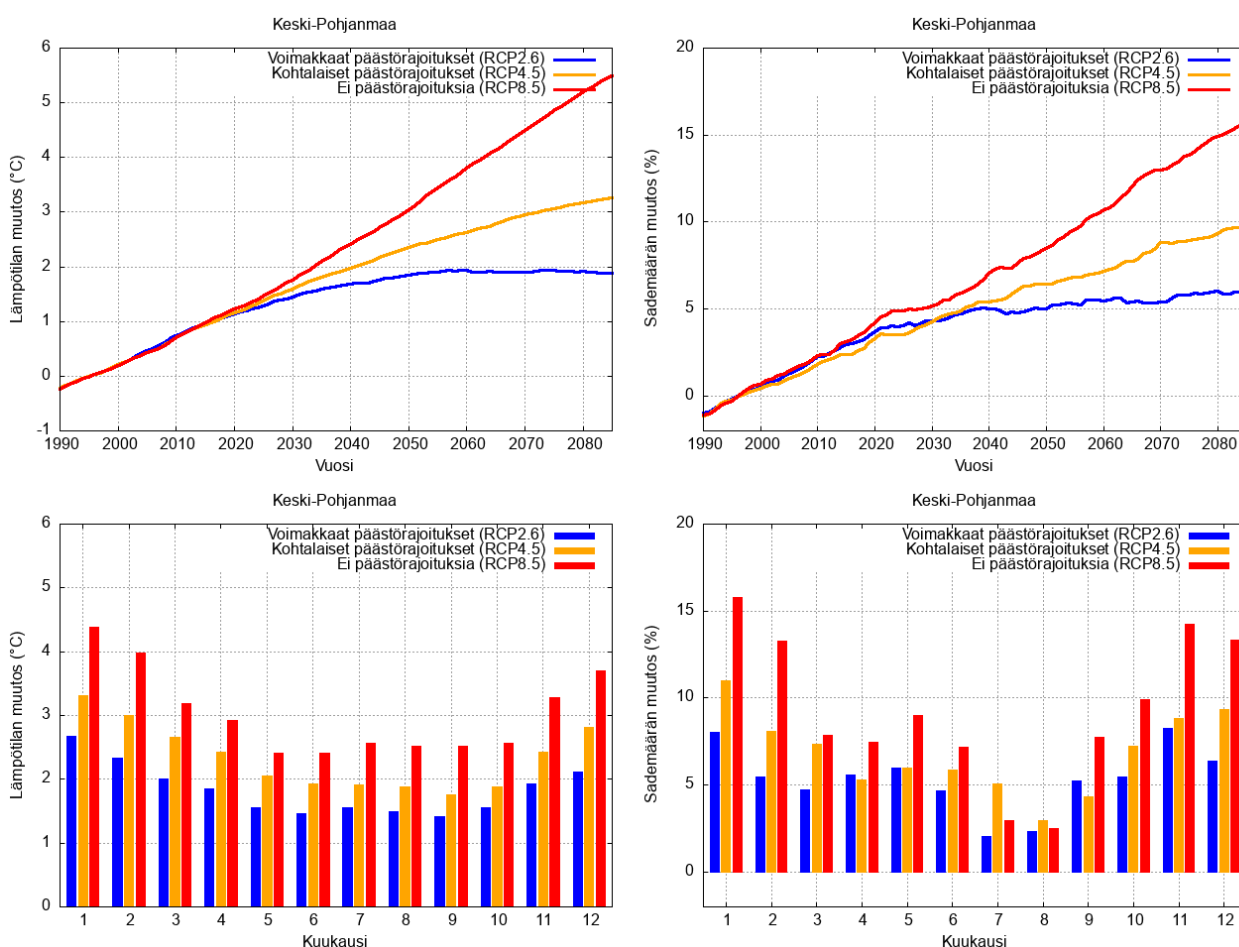 Keski-Pohjanmaa
Voimakkaat päästörajoitukset (RCP2.6)
Kohtalaiset päästörajoitukset (RCP4.5)
Ei päästörajoituksia (RCP8.5)
Lämpötilan muutos (°C)
6
5
4
3
2
1
0
-1
1990 2000 2010 2020 2030 2040 2050 2060 2070 2080
Vuosi
Keski-Pohjanmaa
Voimakkaat päästörajoitukset (RCP2.6)
Kohtalaiset päästörajoitukset (RCP4.5)
Ei päästörajoituksia (RCP8.5)
Sademäärän muutos (%)
20
15
10
5
0
1990 2000 2010 2020 2030 2040 2050 2060 2070 2080
Vuosi
Keski-Pohjanmaa
Voimakkaat päästörajoitukset (RCP2.6)
Kohtalaiset päästörajoitukset (RCP4.5)
Ei päästörajoituksia (RCP8.5)
Lämpötilan muutos (°C)
6
5
4
3
2
1
0
1 2 3 4 5 6 7 8 9 10 11 12
Kuukausi
Keski-Pohjanmaa
Voimakkaat päästörajoitukset (RCP2.6)
Kohtalaiset päästörajoitukset (RCP4.5)
Ei päästörajoituksia (RCP8.5)
Sademäärän muutos (%)
20
15
10
5
0
1 2 3 4 5 6 7 8 9 10 11 12
Kuukausi